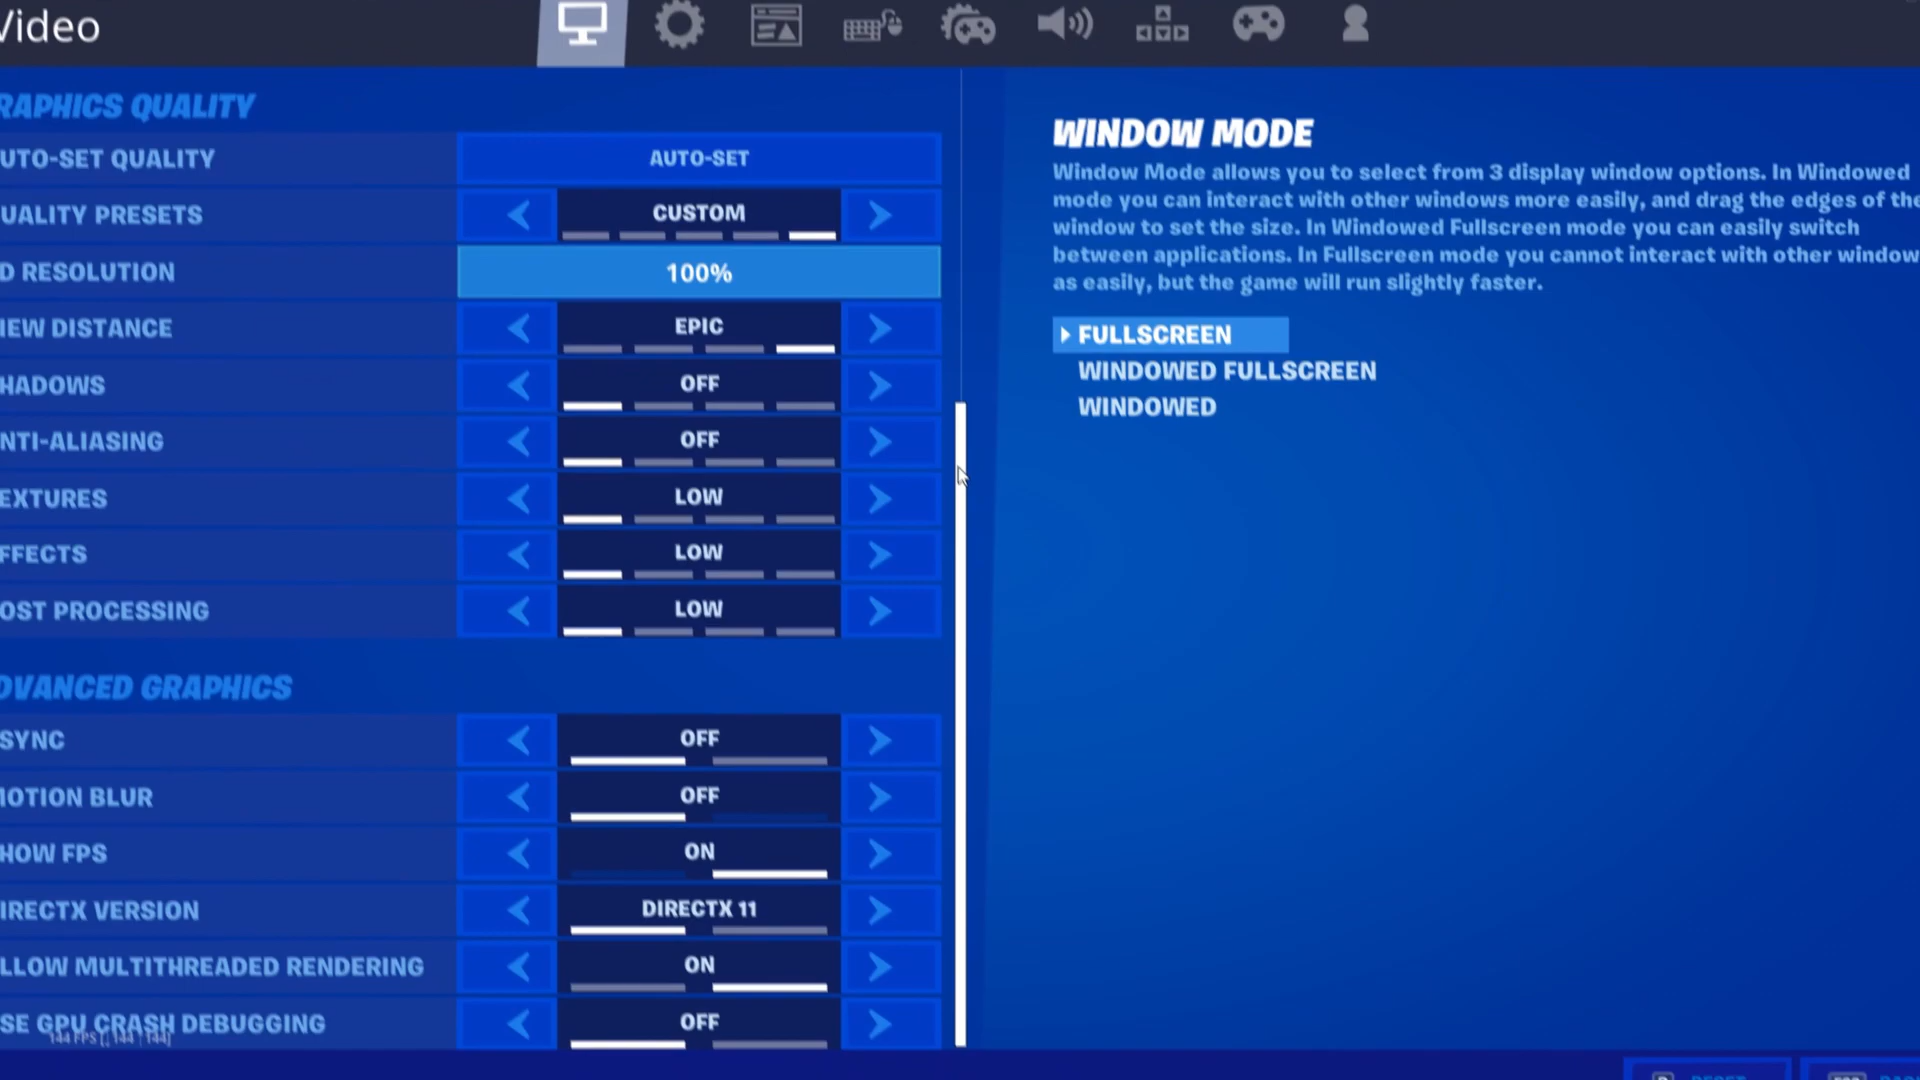 Video
RAPHICS QUALITY
UTO-SET QUALITY
AUTO-SET
UALITY PRESETS
CUSTOM
D RESOLUTION
100%
IEW DISTANCE
EPIC
HADOWS
OFF
NTI-ALIASING
OFF
EXTURES
LOW
FFECTS
LOW
OST PROCESSING
LOW
DVANCED GRAPHICS
SYNC
OFF
MOTION BLUR
OFF
HOW FPS
ON
IRECTX VERSION
DIRECTX 11
LLOW MULTITHREADED RENDERING
ON
SE GPU CRASH DEBUGGING
OFF
144 FPS [ 144 | 144]
WINDOW MODE
Window Mode allows you to select from 3 display window options. In Windowed
mode you can interact with other windows more easily, and drag the edges of the
window to set the size. In Windowed Fullscreen mode you can easily switch
between applications. In Fullscreen mode you cannot interact with other window
as easily, but the game will run slightly faster.
FULLSCREEN
WINDOWED FULLSCREEN
WINDOWED